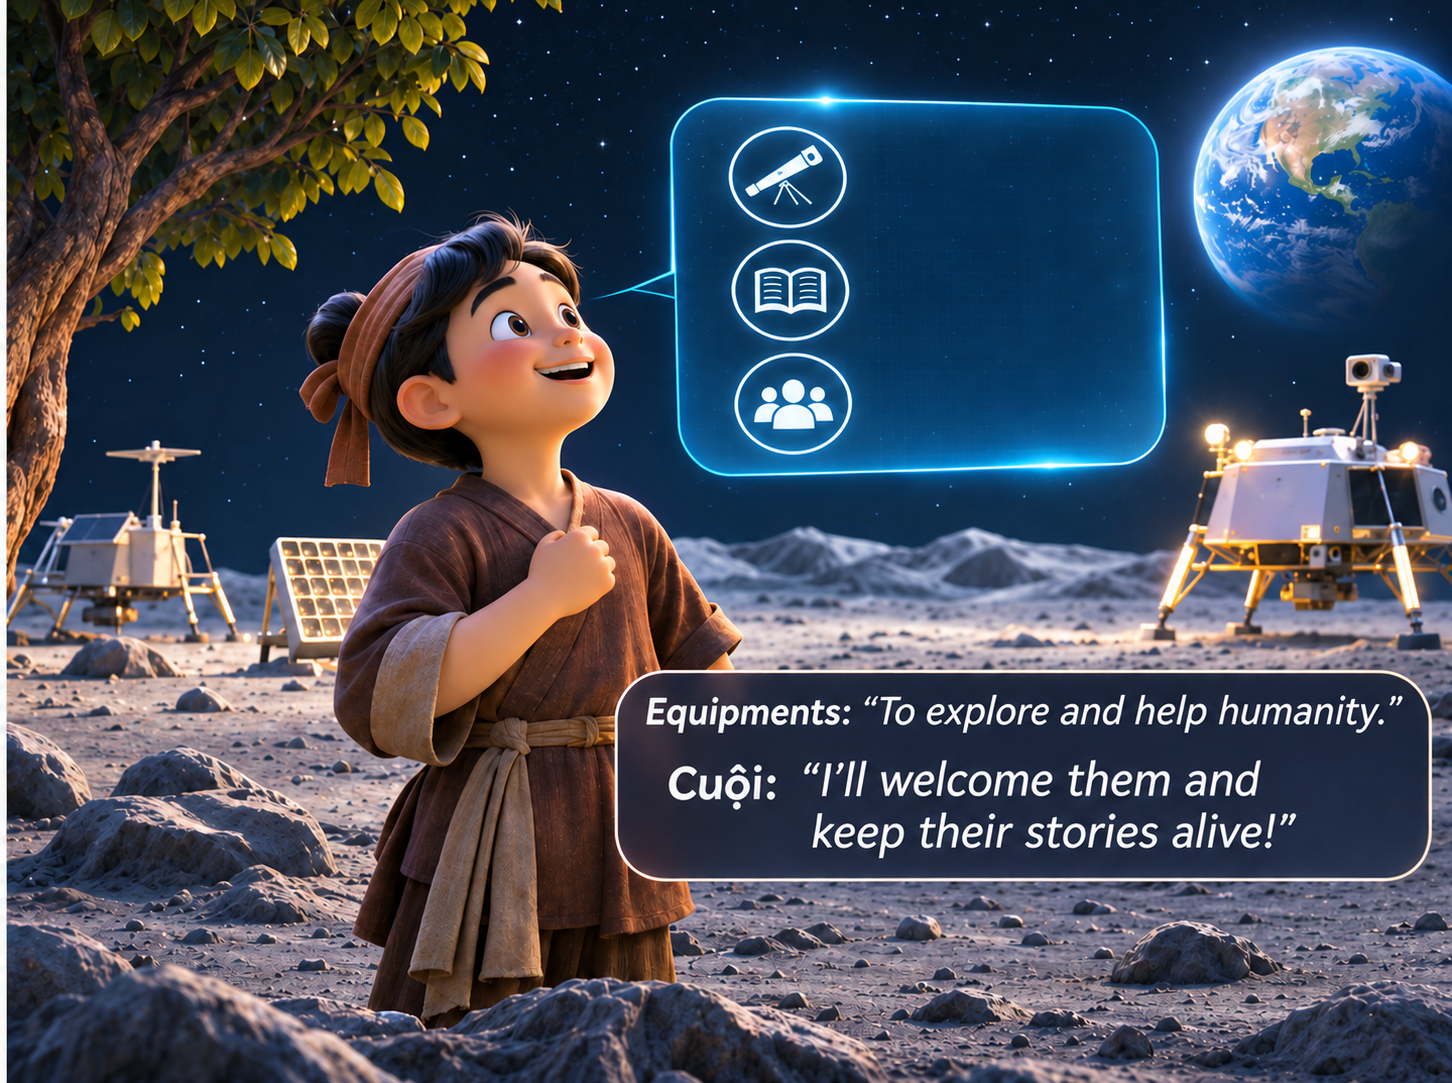 Equipments: “To explore and help humanity.”
Cuội: “I’ll welcome them and
keep their stories alive!”